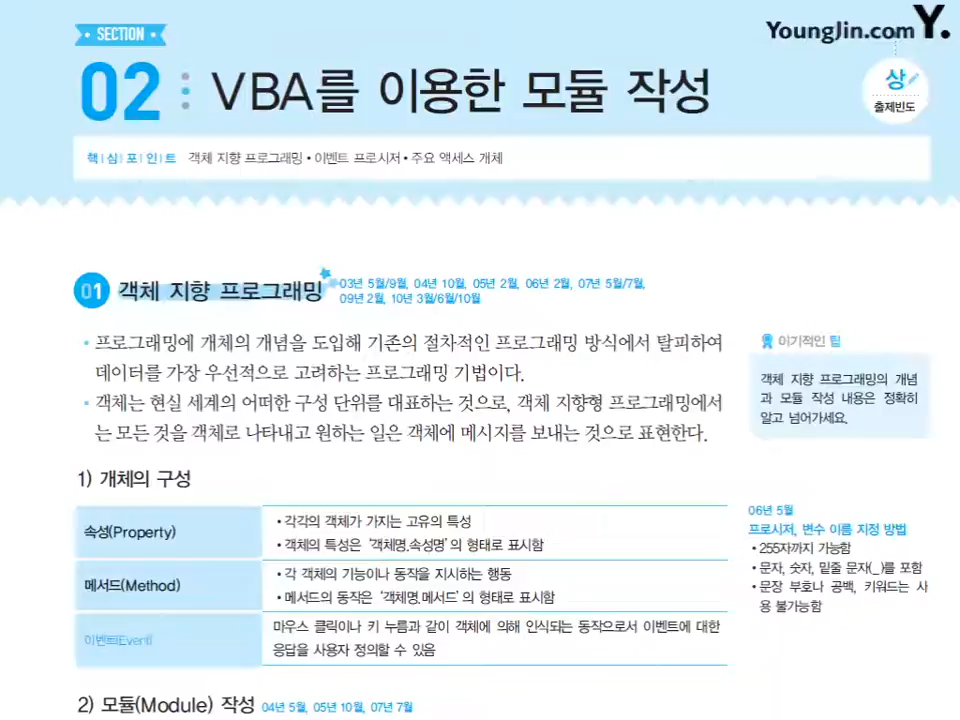 SECTION
YoungJin.com Y.
02 : VBA를 이용한 모듈 작성
상
출제빈도
핵심포인트 객체 지향 프로그래밍 • 이벤트 프로시저 • 주요 액세스 개체
01 객체 지향 프로그래밍
03년 5월/9월, 04년 10월, 05년 2월, 06년 2월, 07년 5월/7월,
09년 2월, 10년 3월/6월/10월
• 프로그래밍에 개체의 개념을 도입해 기존의 절차적인 프로그래밍 방식에서 탈피하여
데이터를 가장 우선적으로 고려하는 프로그래밍 기법이다.
• 객체는 현실 세계의 어떠한 구성 단위를 대표하는 것으로, 객체 지향형 프로그래밍에서
는 모든 것을 객체로 나타내고 원하는 일은 객체에 메시지를 보내는 것으로 표현한다.
이기적인 팁
객체 지향 프로그래밍의 개념
과 모듈 작성 내용은 정확히
알고 넘어가세요.
1) 개체의 구성
속성(Property)
• 각각의 객체가 가지는 고유의 특성
• 객체의 특성은 ‘객체명.속성명’의 형태로 표시함
메서드(Method)
• 각 객체의 기능이나 동작을 지시하는 행동
• 메서드의 동작은 ‘객체명.메서드’의 형태로 표시함
이벤트(Event)
마우스 클릭이나 키 누름과 같이 객체에 의해 인식되는 동작으로서 이벤트에 대한
응답을 사용자 정의할 수 있음
06년 5월
프로시저, 변수 이름 지정 방법
• 255자까지 가능함
• 문자, 숫자, 밑줄 문자(_)를 포함
• 문장 부호나 공백, 키워드는 사
용 불가능함
2) 모듈(Module) 작성 04년 5월, 05년 10월, 07년 7월